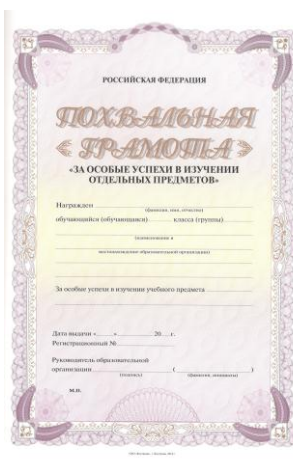 РОССИЙСКАЯ ФЕДЕРАЦИЯ
ПОХВАЛЬНАЯ
ГРАМОТА
«ЗА ОСОБЫЕ УСПЕХИ В ИЗУЧЕНИИ
ОТДЕЛЬНЫХ ПРЕДМЕТОВ»
Награжден
(фамилия, имя, отчество)
обучающийся (обучающаяся) класса (группы)
(наименование и
местонахождение образовательной организации)
За особые успехи в изучении учебного предмета
Дата выдачи « » 20 г.
Регистрационный №
Руководитель образовательной
организации ( )
(подпись) (фамилия, инициалы)
М.П.